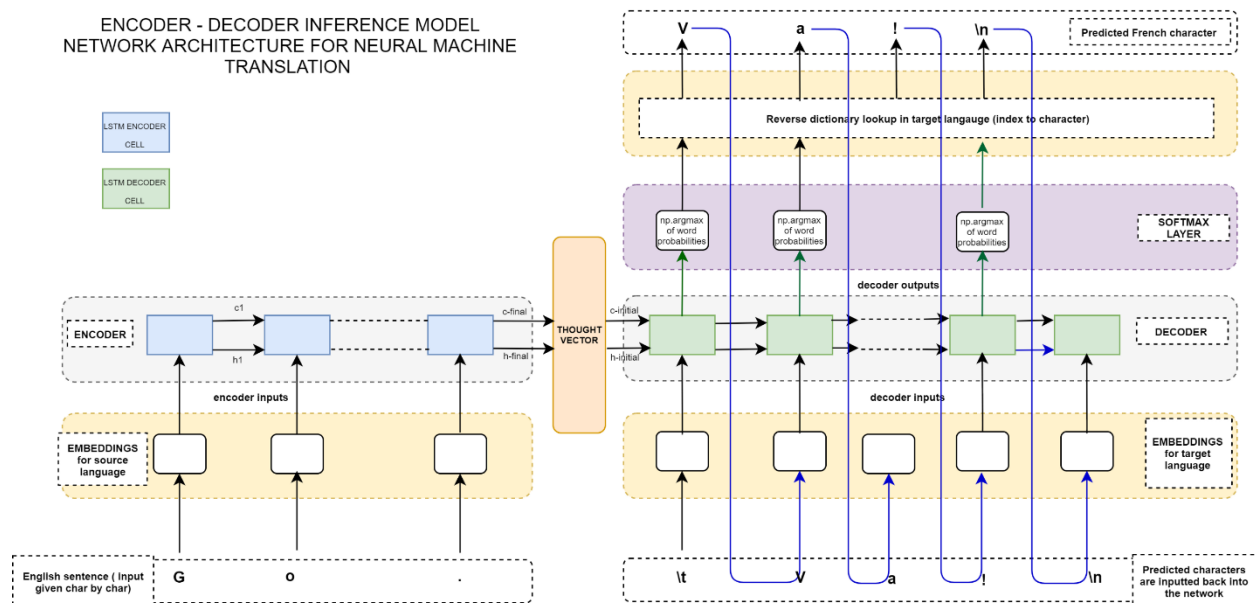 ENCODER - DECODER INFERENCE MODEL
NETWORK ARCHITECTURE FOR NEURAL MACHINE
TRANSLATION
LSTM ENCODER
CELL
LSTM DECODER
CELL
V a ! \n
Predicted French character
Reverse dictionary lookup in target langauge (index to character)
np.argmax
of word
probabilities
np.argmax
of word
probabilities
np.argmax
of word
probabilities
SOFTMAX
LAYER
decoder outputs
ENCODER
c1
h1
c-final
h-final
THOUGHT
VECTOR
c-initial
h-initial
DECODER
encoder inputs
decoder inputs
EMBEDDINGS
for source
language
EMBEDDINGS
for target
language
English sentence ( input
given char by char)
G o .
\t V a ! \n
Predicted characters
are inputted back into
the network